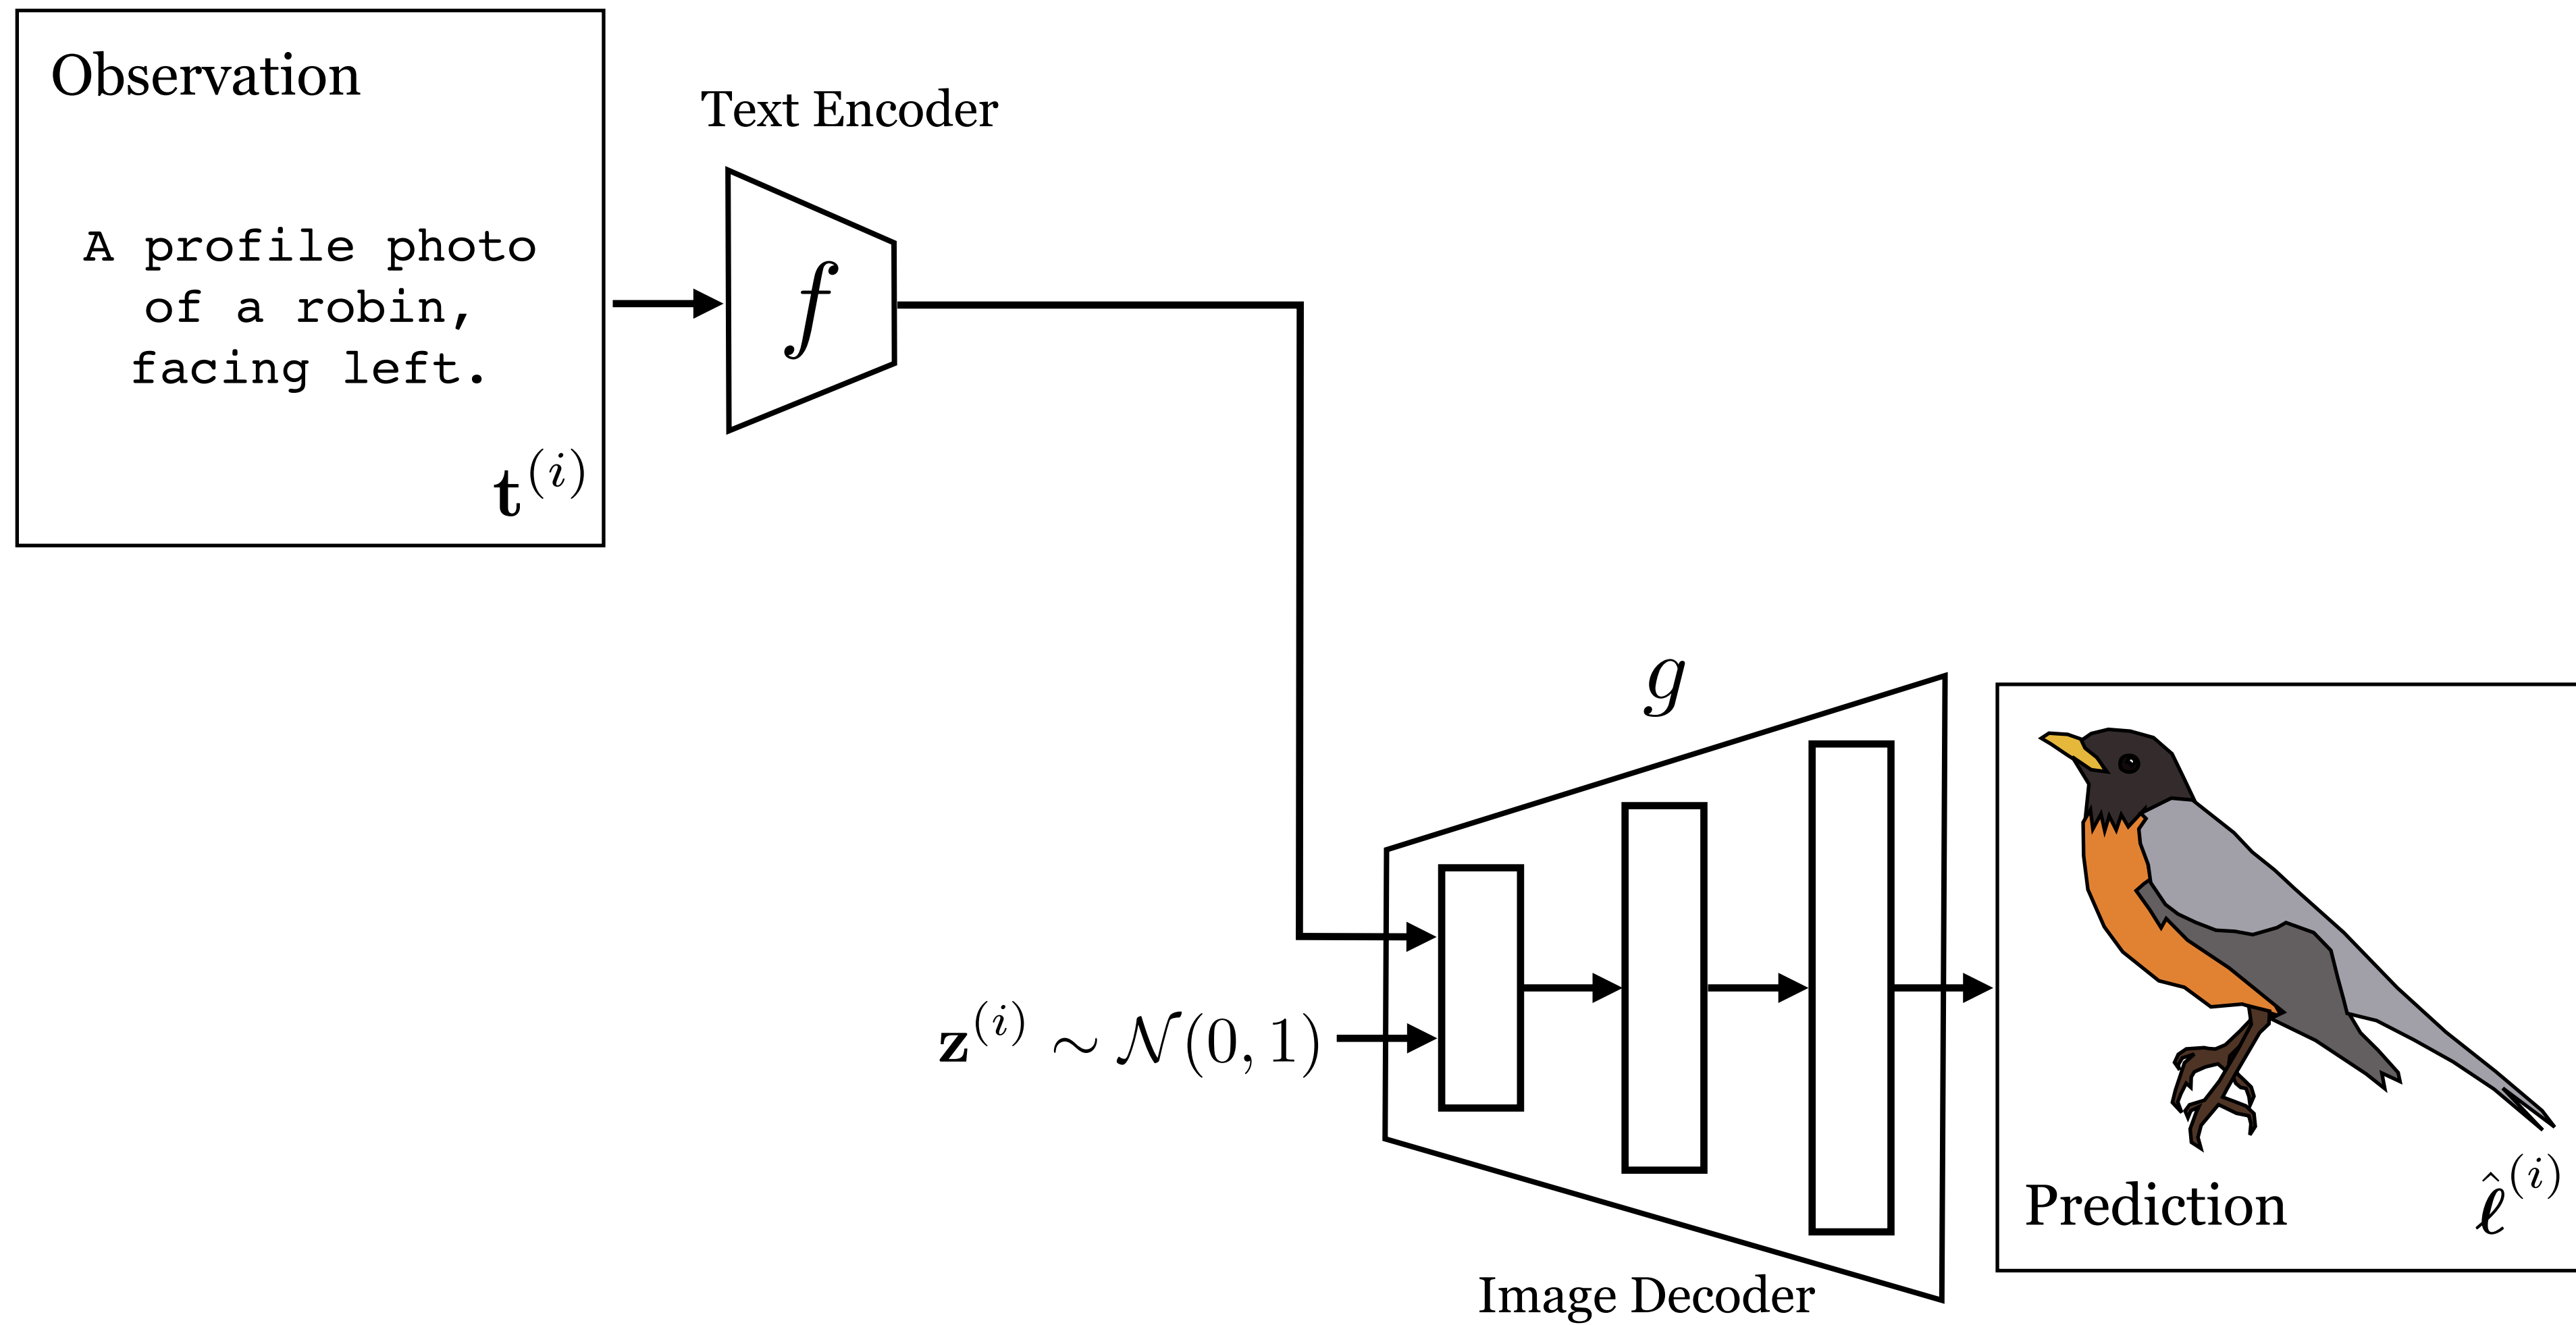 Observation
A profile photo
of a robin,
facing left.
t^{(i)}
Text Encoder
f
g
z^{(i)} ∼ 𝒩(0, 1)
Image Decoder
Prediction
ℓ̂^{(i)}